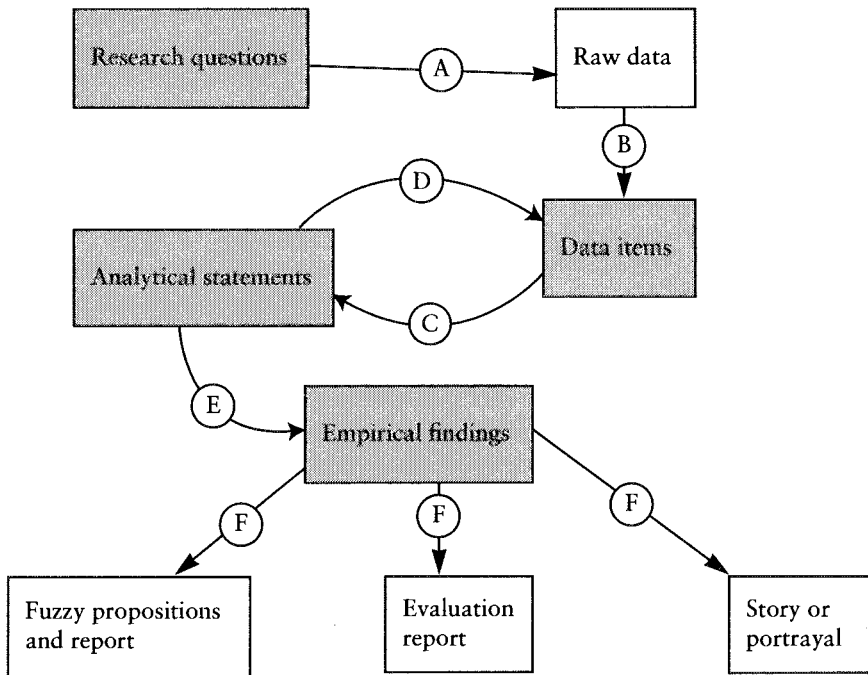 Research questions
A
Raw data
B
D
Analytical statements
Data items
C
E
Empirical findings
F
F
F
Fuzzy propositions
and report
Evaluation
report
Story or
portrayal